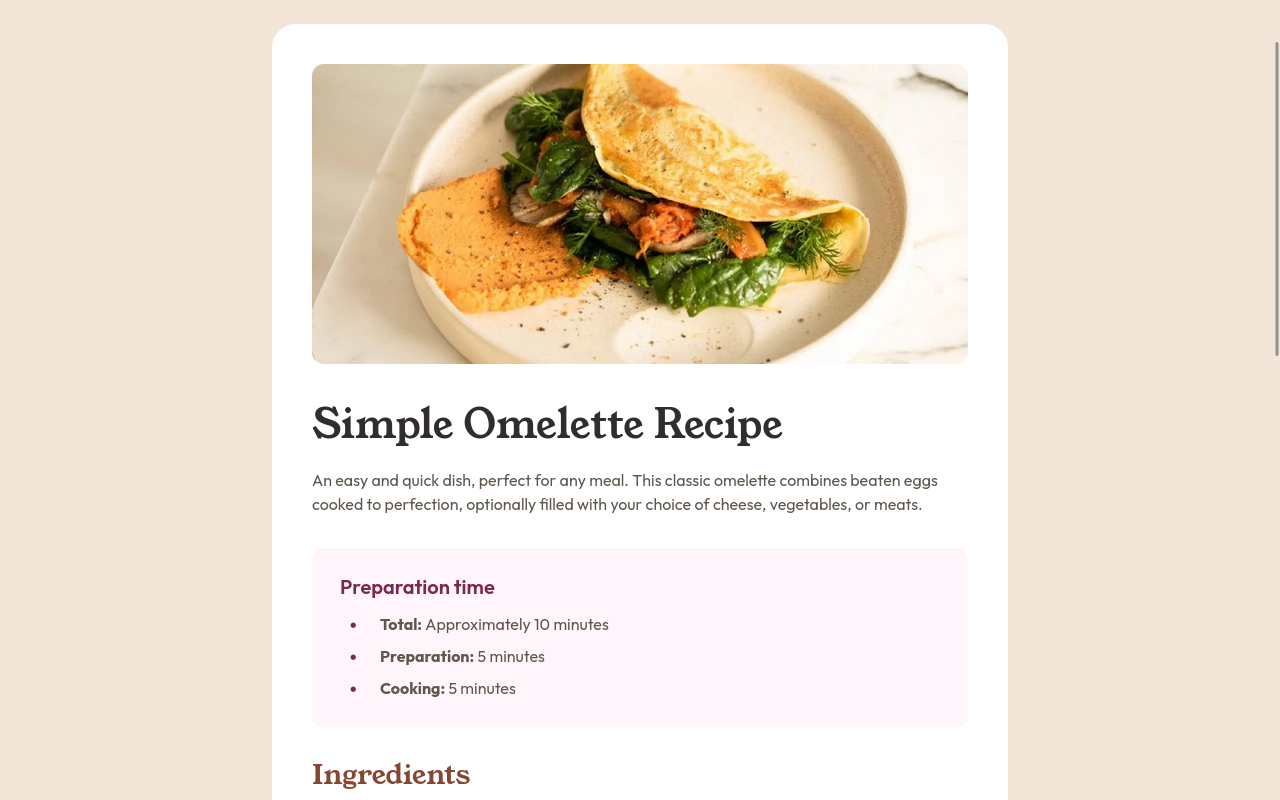 Simple Omelette Recipe
An easy and quick dish, perfect for any meal. This classic omelette combines beaten eggs
cooked to perfection, optionally filled with your choice of cheese, vegetables, or meats.
Preparation time
Total: Approximately 10 minutes
Preparation: 5 minutes
Cooking: 5 minutes
Ingredients